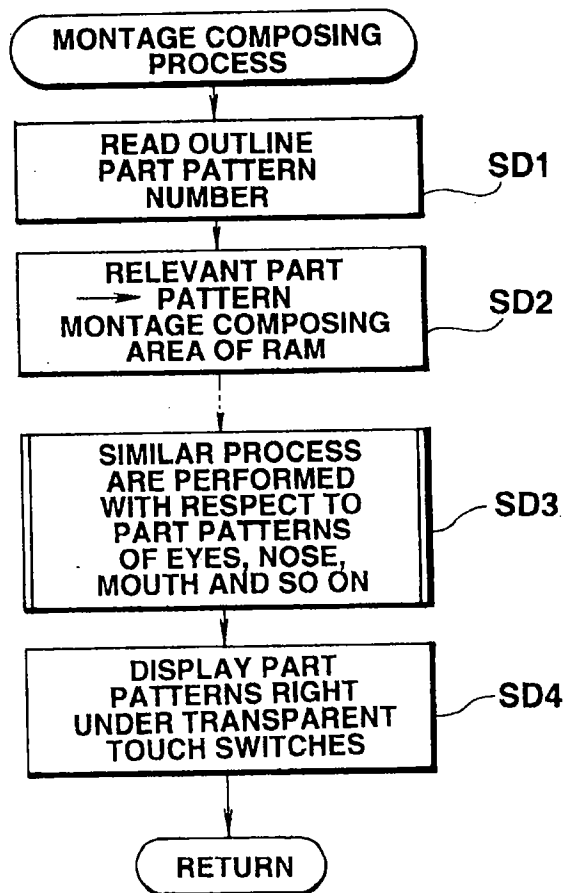 MONTAGE COMPOSING
PROCESS
READ OUTLINE
PART PATTERN
NUMBER
SD1
RELEVANT PART
→ PATTERN
MONTAGE COMPOSING
AREA OF RAM
SD2
SIMILAR PROCESS
ARE PERFORMED
WITH RESPECT TO
PART PATTERNS
OF EYES, NOSE,
MOUTH AND SO ON
SD3
DISPLAY PART
PATTERNS RIGHT
UNDER TRANSPARENT
TOUCH SWITCHES
SD4
RETURN